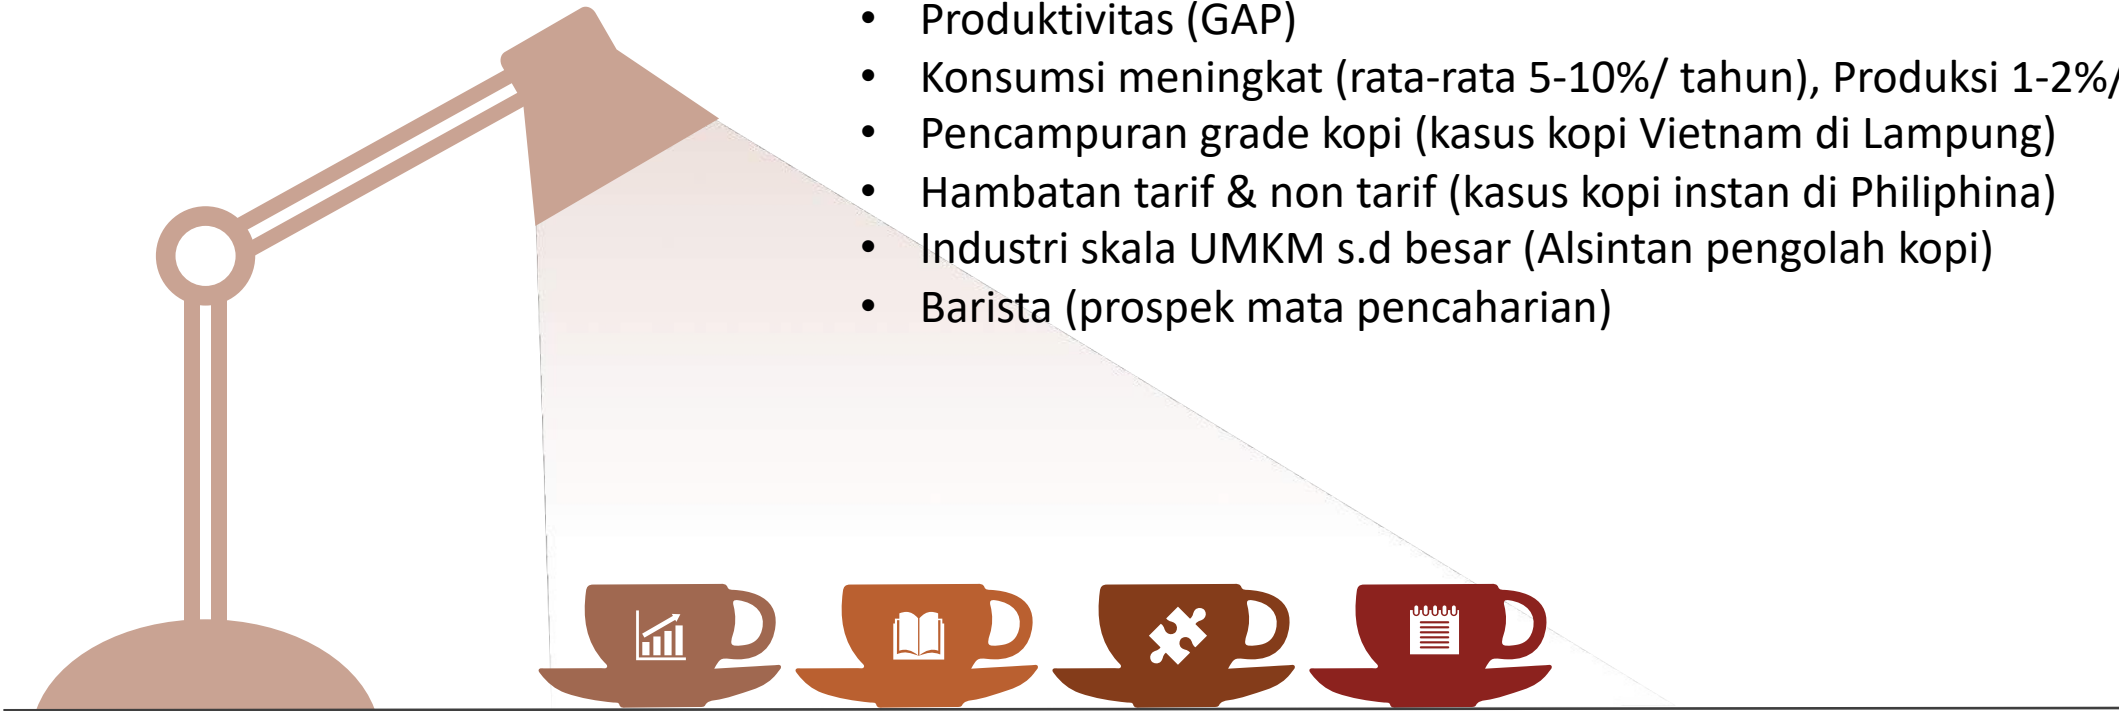 • Produktivitas (GAP)
• Konsumsi meningkat (rata-rata 5-10%/ tahun), Produksi 1-2%/
• Pencampuran grade kopi (kasus kopi Vietnam di Lampung)
• Hambatan tarif & non tarif (kasus kopi instan di Philiphina)
• Industri skala UMKM s.d besar (Alsintan pengolah kopi)
• Barista (prospek mata pencaharian)